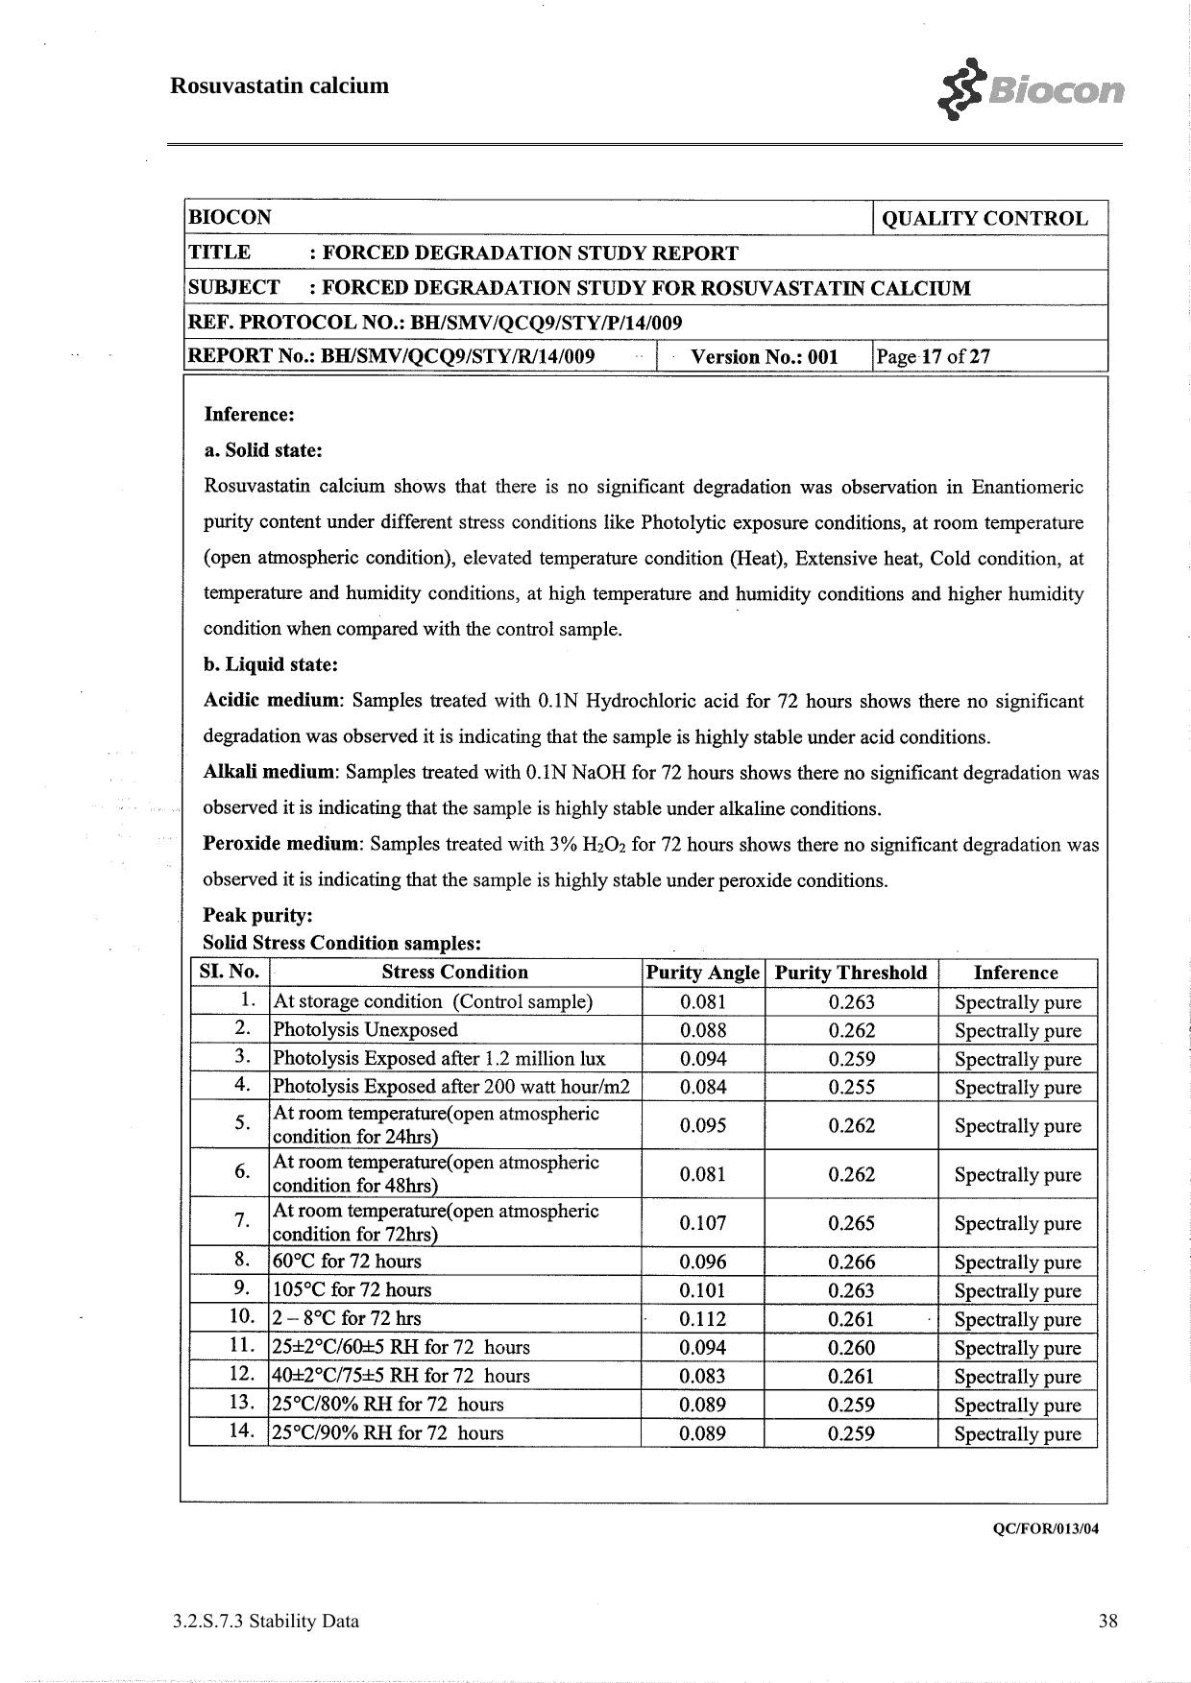 Rosuvastatin calcium
Biocon
BIOCON QUALITY CONTROL
TITLE : FORCED DEGRADATION STUDY REPORT
SUBJECT : FORCED DEGRADATION STUDY FOR ROSUVASTATIN CALCIUM
REF. PROTOCOL NO.: BH/SMV/QCQ9/STY/P/14/009
REPORT No.: BH/SMV/QCQ9/STY/R/14/009 Version No.: 001 Page 17 of 27
Inference:
a. Solid state:
Rosuvastatin calcium shows that there is no significant degradation was observation in Enantiomeric
purity content under different stress conditions like Photolytic exposure conditions, at room temperature
(open atmospheric condition), elevated temperature condition (Heat), Extensive heat, Cold condition, at
temperature and humidity conditions, at high temperature and humidity conditions and higher humidity
condition when compared with the control sample.
b. Liquid state:
Acidic medium: Samples treated with 0.1N Hydrochloric acid for 72 hours shows there no significant
degradation was observed it is indicating that the sample is highly stable under acid conditions.
Alkali medium: Samples treated with 0.1N NaOH for 72 hours shows there no significant degradation was
observed it is indicating that the sample is highly stable under alkaline conditions.
Peroxide medium: Samples treated with 3% H₂O₂ for 72 hours shows there no significant degradation was
observed it is indicating that the sample is highly stable under peroxide conditions.
Peak purity:
Solid Stress Condition samples:
SI. No. Stress Condition Purity Angle Purity Threshold Inference
1. At storage condition (Control sample) 0.081 0.263 Spectrally pure
2. Photolysis Unexposed 0.088 0.262 Spectrally pure
3. Photolysis Exposed after 1.2 million lux 0.094 0.259 Spectrally pure
4. Photolysis Exposed after 200 watt hour/m2 0.084 0.255 Spectrally pure
5. At room temperature(open atmospheric
condition for 24hrs) 0.095 0.262 Spectrally pure
6. At room temperature(open atmospheric
condition for 48hrs) 0.081 0.262 Spectrally pure
7. At room temperature(open atmospheric
condition for 72hrs) 0.107 0.265 Spectrally pure
8. 60°C for 72 hours 0.096 0.266 Spectrally pure
9. 105°C for 72 hours 0.101 0.263 Spectrally pure
10. 2 – 8°C for 72 hrs 0.112 0.261 Spectrally pure
11. 25±2°C/60±5 RH for 72 hours 0.094 0.260 Spectrally pure
12. 40±2°C/75±5 RH for 72 hours 0.083 0.261 Spectrally pure
13. 25°C/80% RH for 72 hours 0.089 0.259 Spectrally pure
14. 25°C/90% RH for 72 hours 0.089 0.259 Spectrally pure
QC/FOR/013/04
3.2.S.7.3 Stability Data 38